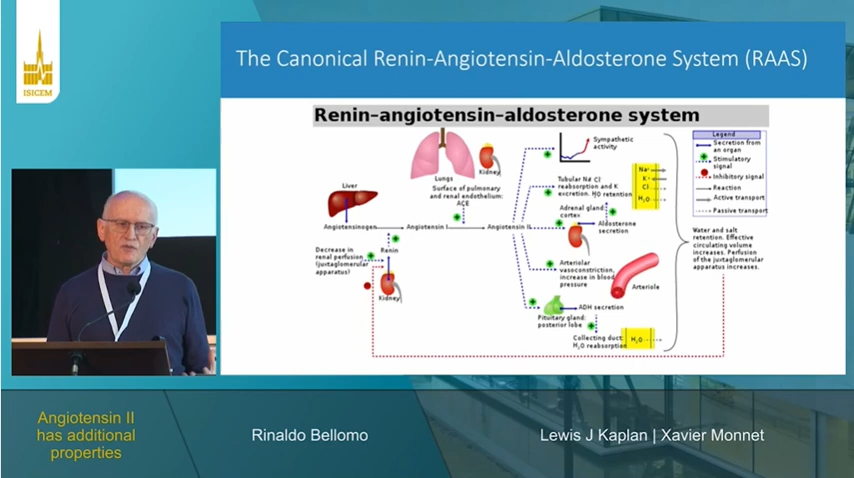 ISICEM
The Canonical Renin-Angiotensin-Aldosterone System (RAAS)
Renin–angiotensin–aldosterone system
Legend
Secretion from
an organ
Stimulatory
signal
Inhibitory signal
Reaction
Active transport
Passive transport
Lungs
Kidney
Surface of pulmonary
and renal endothelium:
ACE
Liver
Angiotensinogen
Angiotensin I
Angiotensin II
Decrease in
renal perfusion
(juxtaglomerular
apparatus)
Renin
Kidney
Sympathetic
activity
Tubular Na Cl
reabsorption and K
excretion. H₂O retention
Na+
K+
Cl
H₂O
Adrenal gland:
cortex
Aldosterone
secretion
Arteriolar
vasoconstriction,
increase in blood
pressure
Arteriole
ADH secretion
Pituitary gland:
posterior lobe
Collecting duct:
H₂O reabsorption
H₂O
Water and salt
retention. Effective
circulating volume
increases. Perfusion
of the juxtaglomerular
apparatus increases.
Angiotensin II
has additional
properties
Rinaldo Bellomo
Lewis J Kaplan | Xavier Monnet